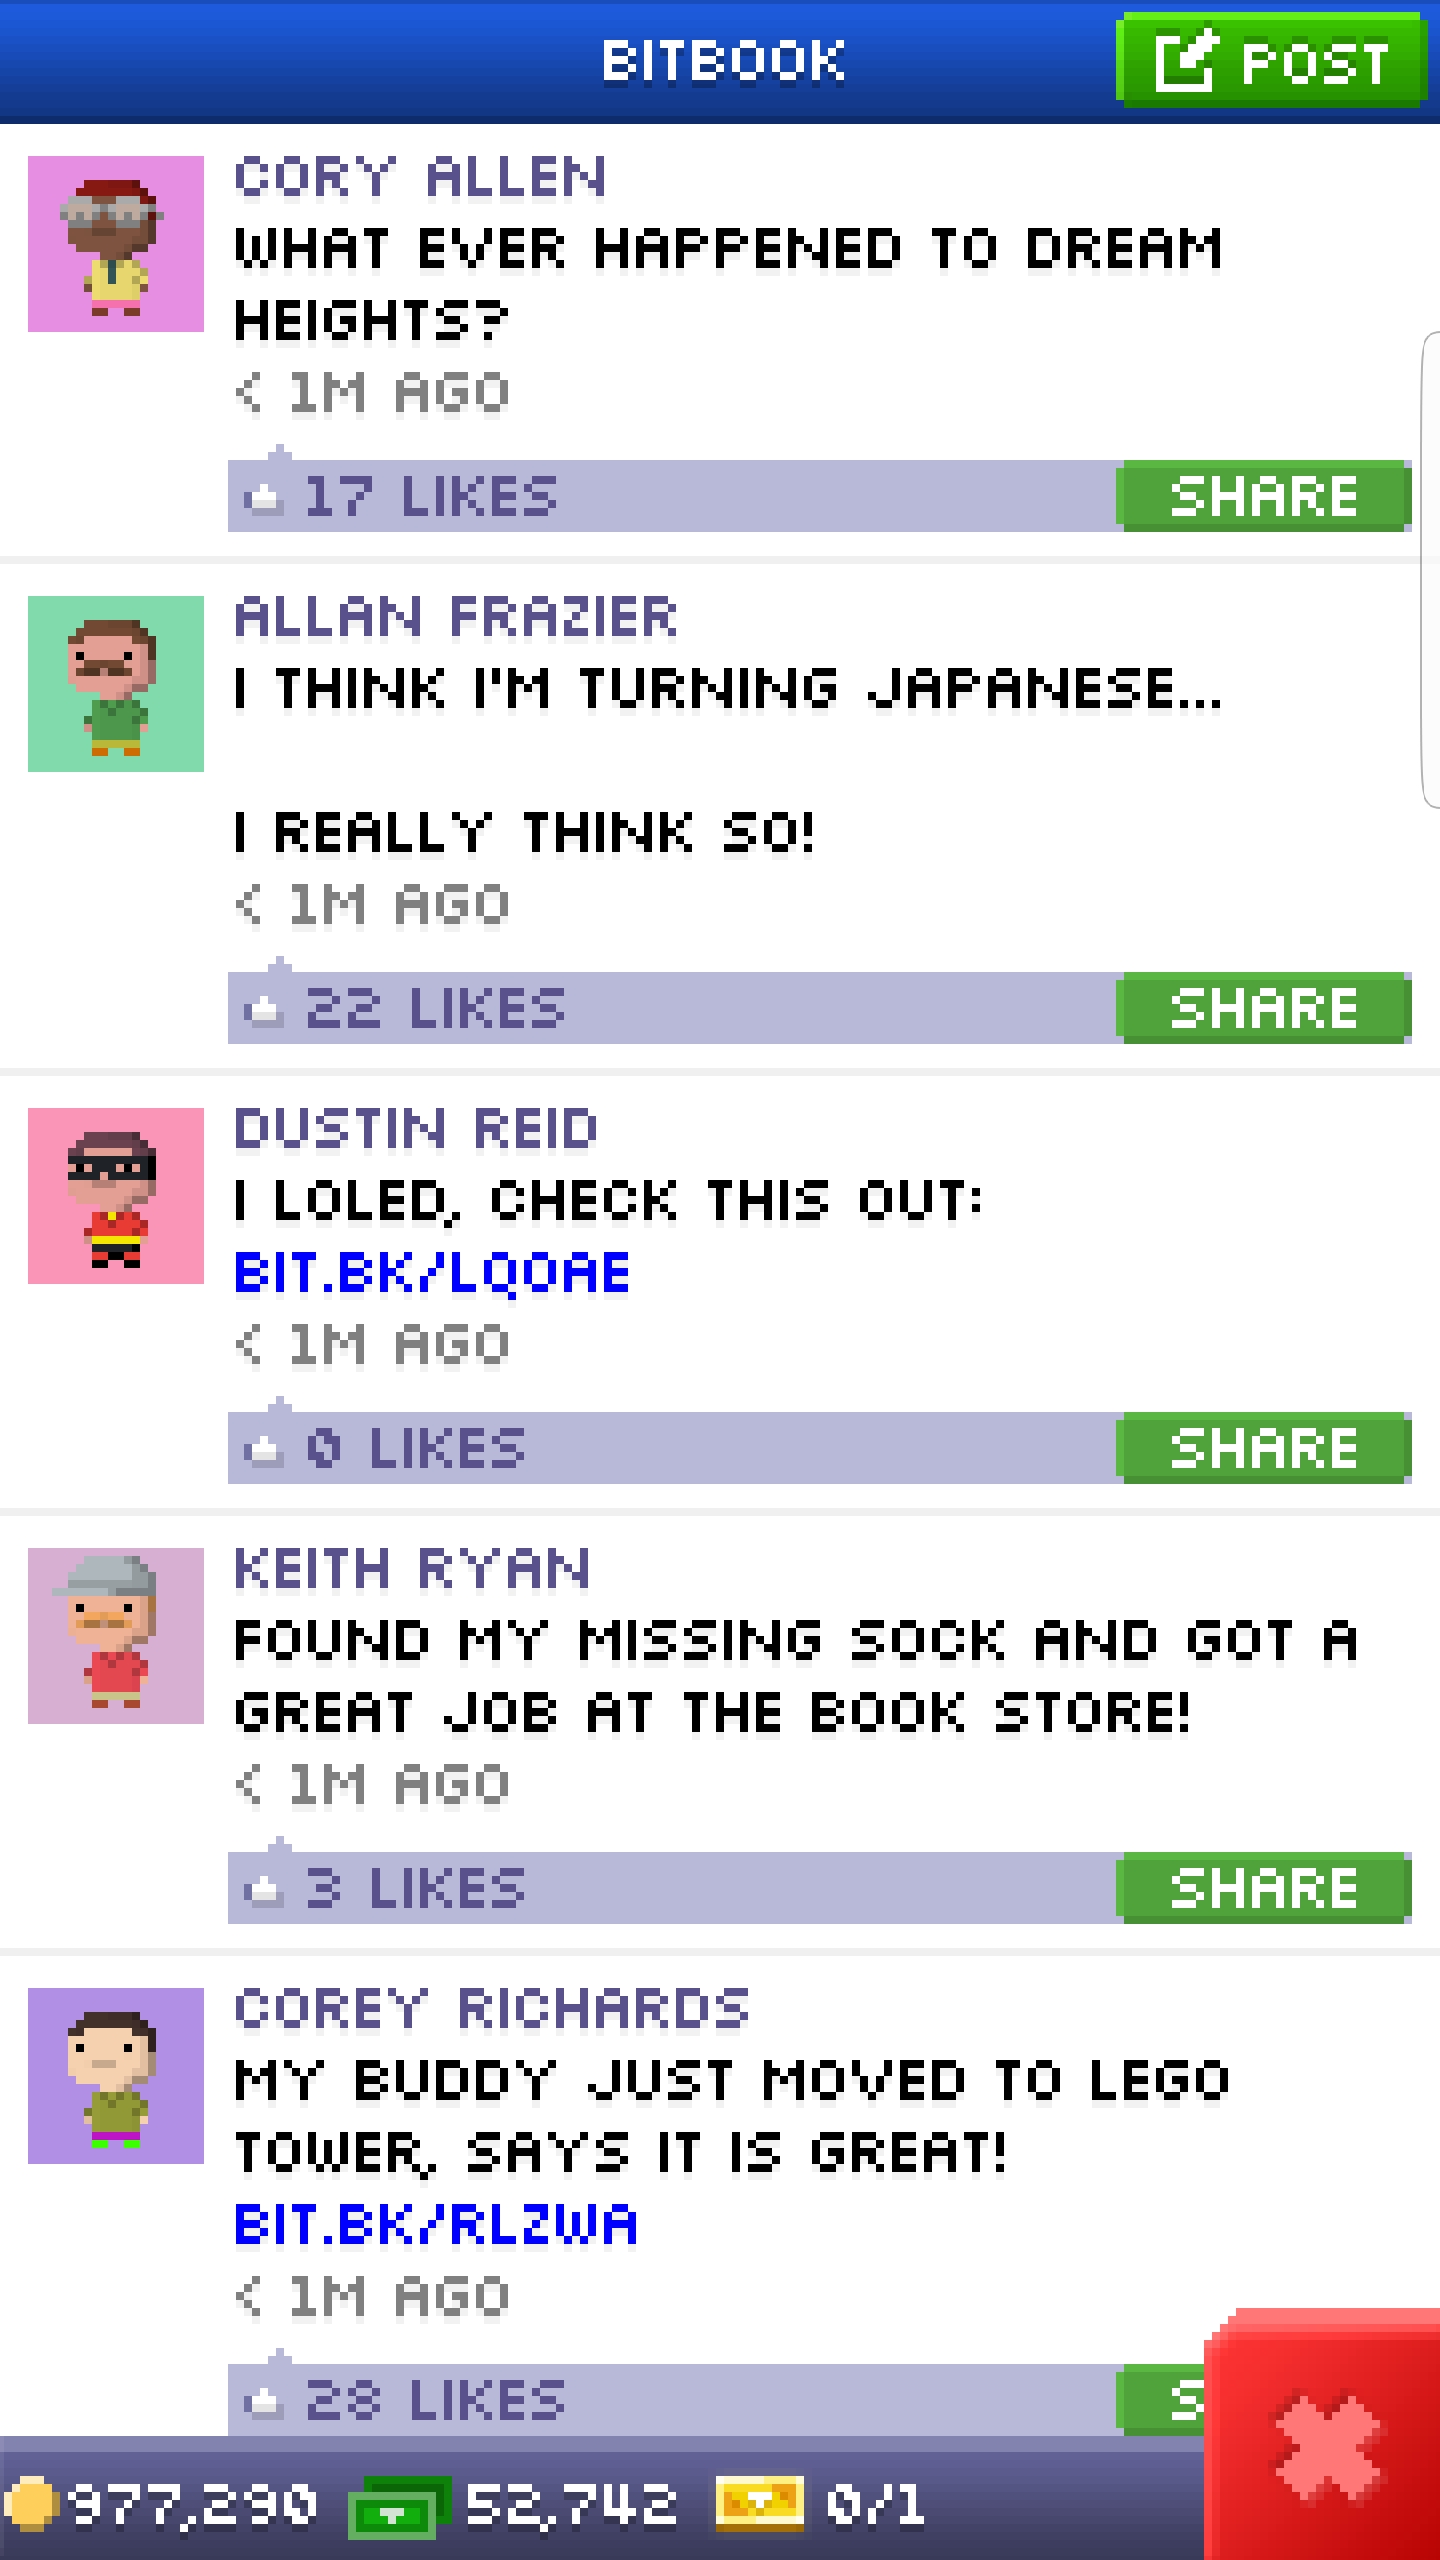 BITBOOK
POST
CORY ALLEN
WHAT EVER HAPPENED TO DREAM
HEIGHTS?
< 1M AGO
17 LIKES
SHARE
ALLAN FRAZIER
I THINK I'M TURNING JAPANESE...
I REALLY THINK SO!
< 1M AGO
22 LIKES
SHARE
DUSTIN REID
I LOLED, CHECK THIS OUT:
BIT.BK/LQOAE
< 1M AGO
0 LIKES
SHARE
KEITH RYAN
FOUND MY MISSING SOCK AND GOT A
GREAT JOB AT THE BOOK STORE!
< 1M AGO
3 LIKES
SHARE
COREY RICHARDS
MY BUDDY JUST MOVED TO LEGO
TOWER, SAYS IT IS GREAT!
BIT.BK/RLZWA
< 1M AGO
28 LIKES
S
977,290
52,742
0/1